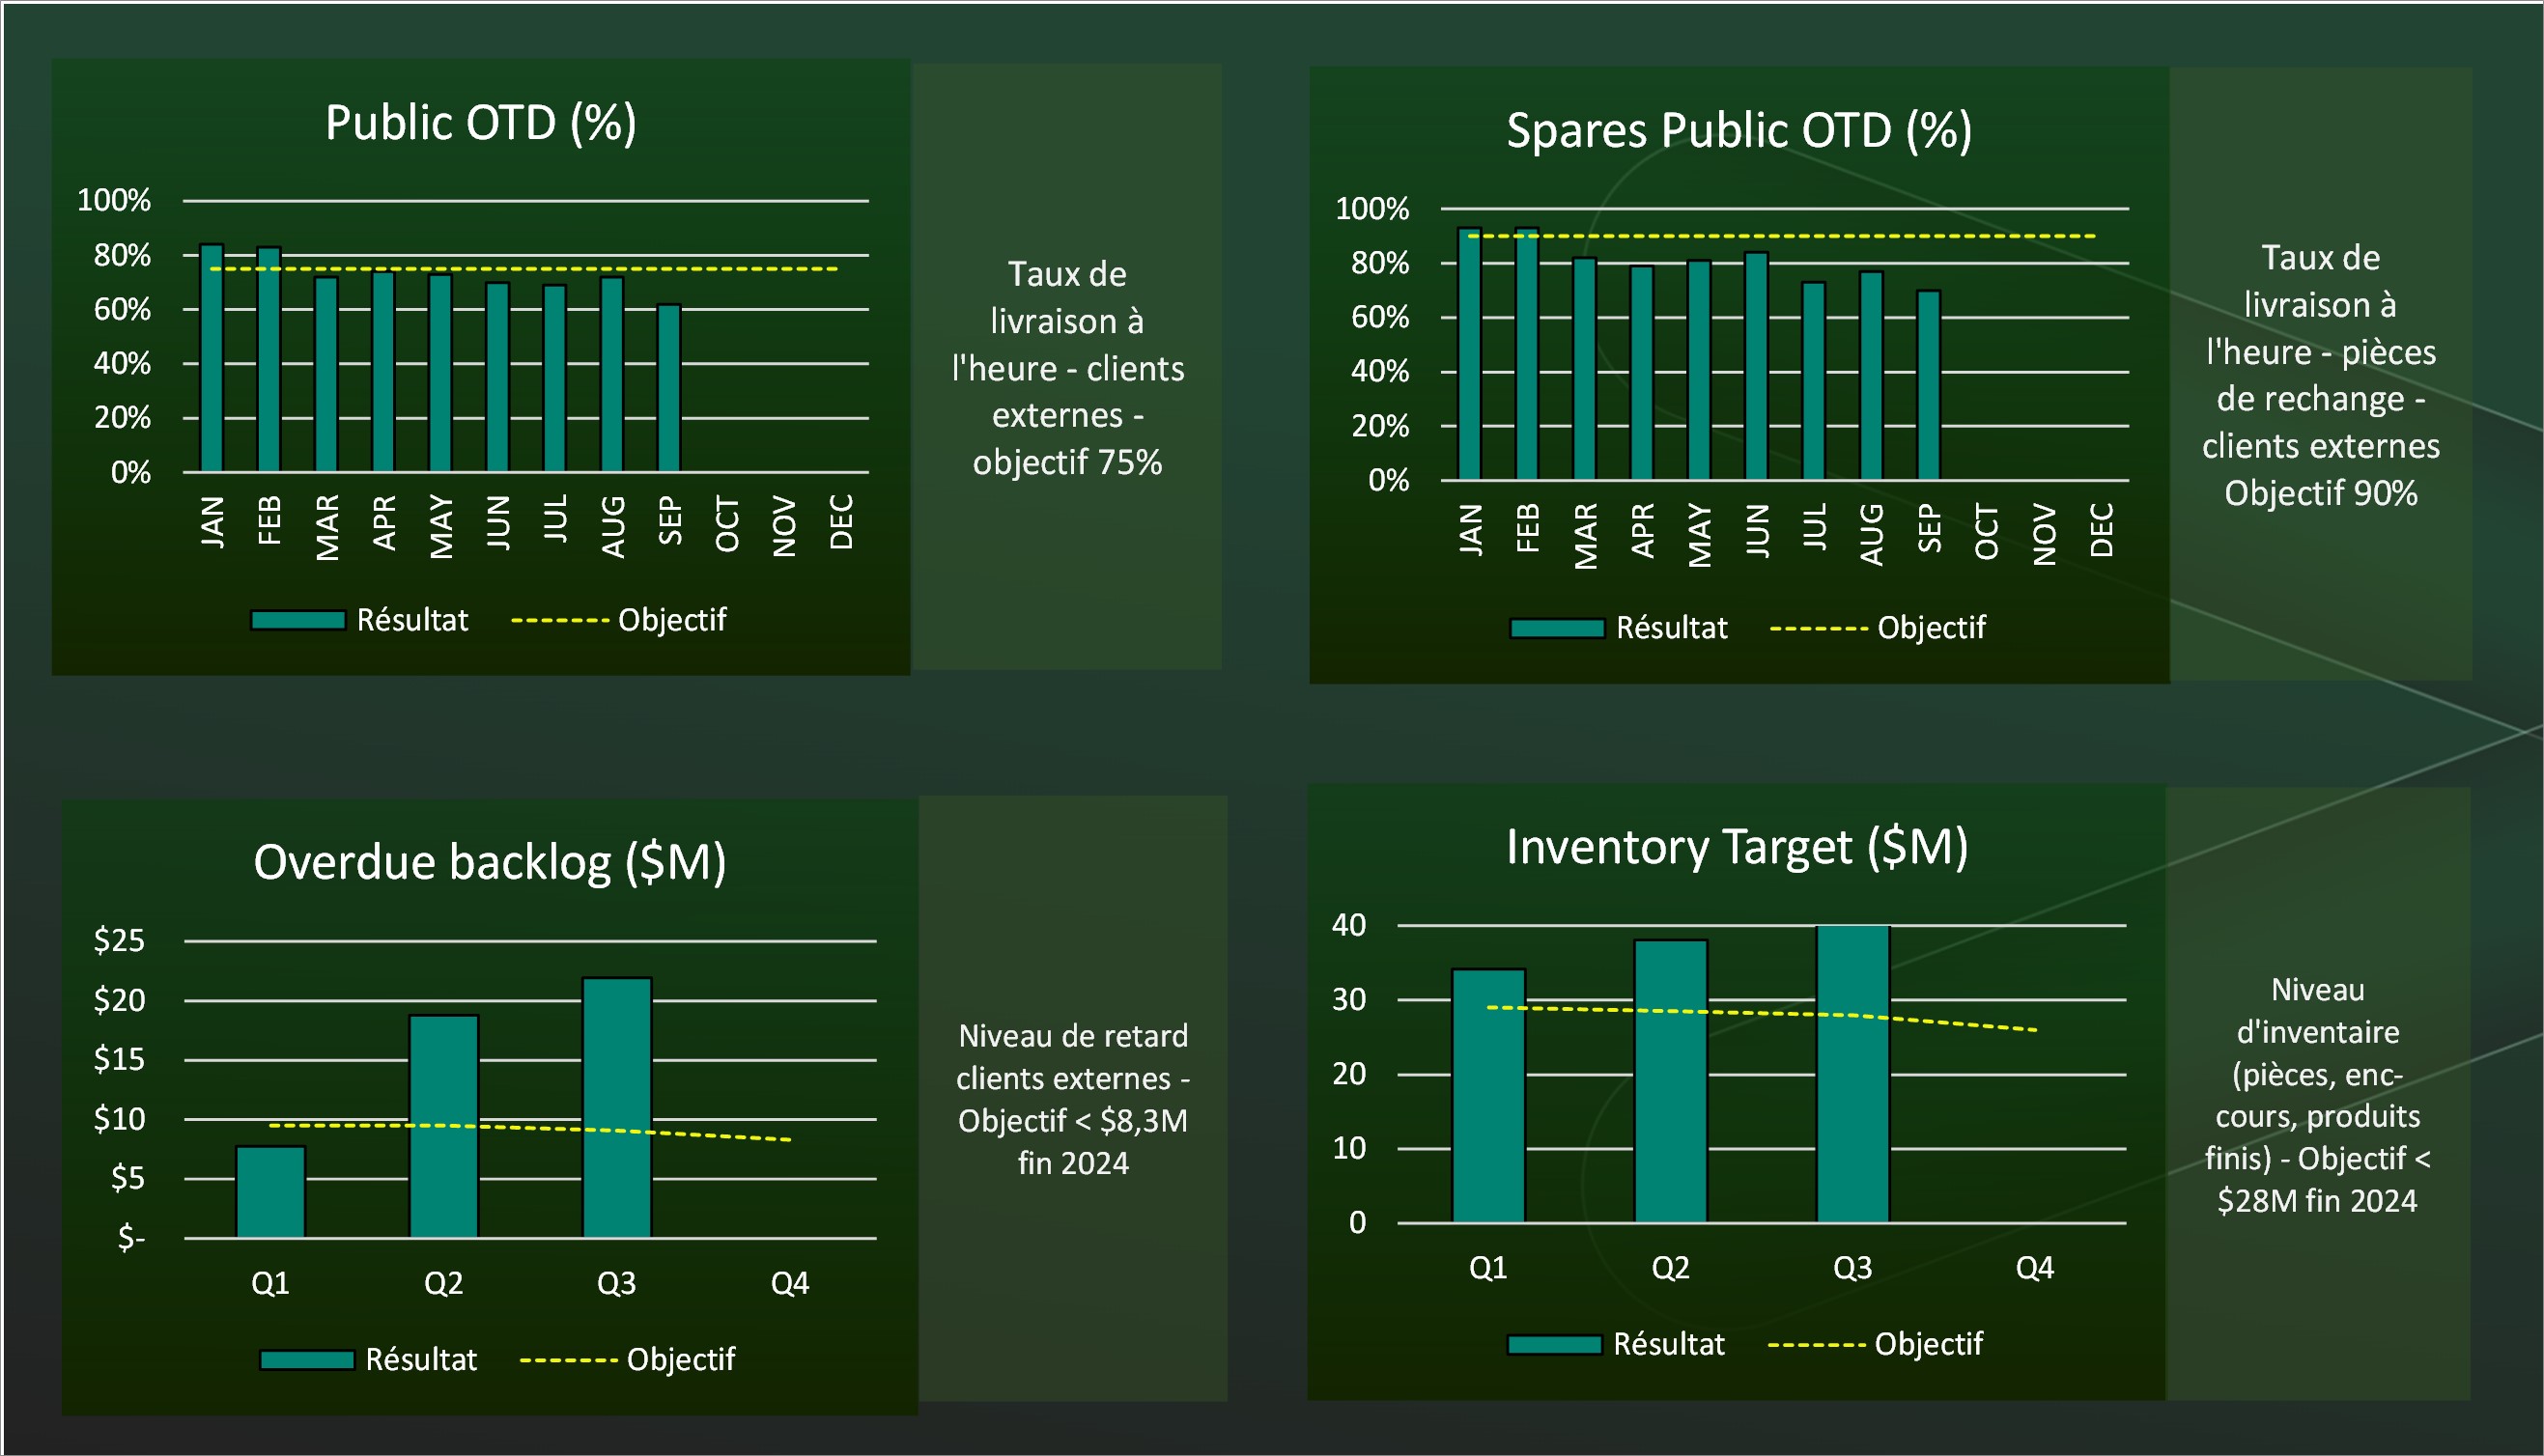 Public OTD (%)
100%
80%
60%
40%
20%
0%
JAN FEB MAR APR MAY JUN JUL AUG SEP OCT NOV DEC
Résultat Objectif
Taux de
livraison à
l'heure - clients
externes -
objectif 75%
Spares Public OTD (%)
100%
80%
60%
40%
20%
0%
JAN FEB MAR APR MAY JUN JUL AUG SEP OCT NOV DEC
Résultat Objectif
Taux de
livraison à
l'heure - pièces
de rechange -
clients externes
Objectif 90%
Overdue backlog ($M)
$25
$20
$15
$10
$5
$-
Q1 Q2 Q3 Q4
Résultat Objectif
Niveau de retard
clients externes -
Objectif < $8,3M
fin 2024
Inventory Target ($M)
40
30
20
10
0
Q1 Q2 Q3 Q4
Résultat Objectif
Niveau
d'inventaire
(pièces, enc-
cours, produits
finis) - Objectif <
$28M fin 2024